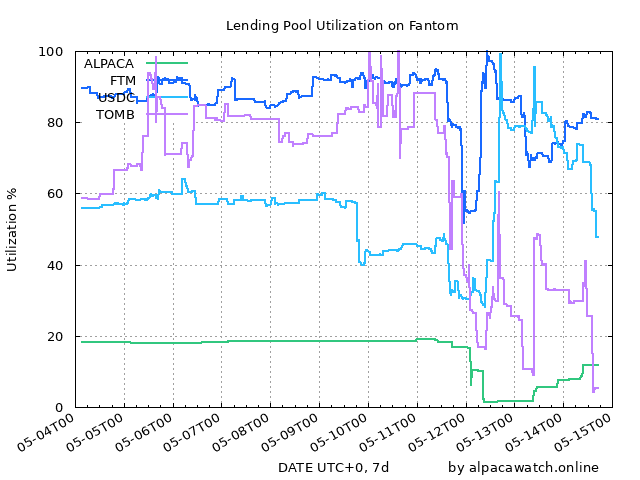 Lending Pool Utilization on Fantom
ALPACA
FTM
USDC
TOMB
100
80
60
40
20
0
Utilization %
05-04T00
05-05T00
05-06T00
05-07T00
05-08T00
05-09T00
05-10T00
05-11T00
05-12T00
05-13T00
05-14T00
05-15T00
DATE UTC+0, 7d
by alpacawatch.online